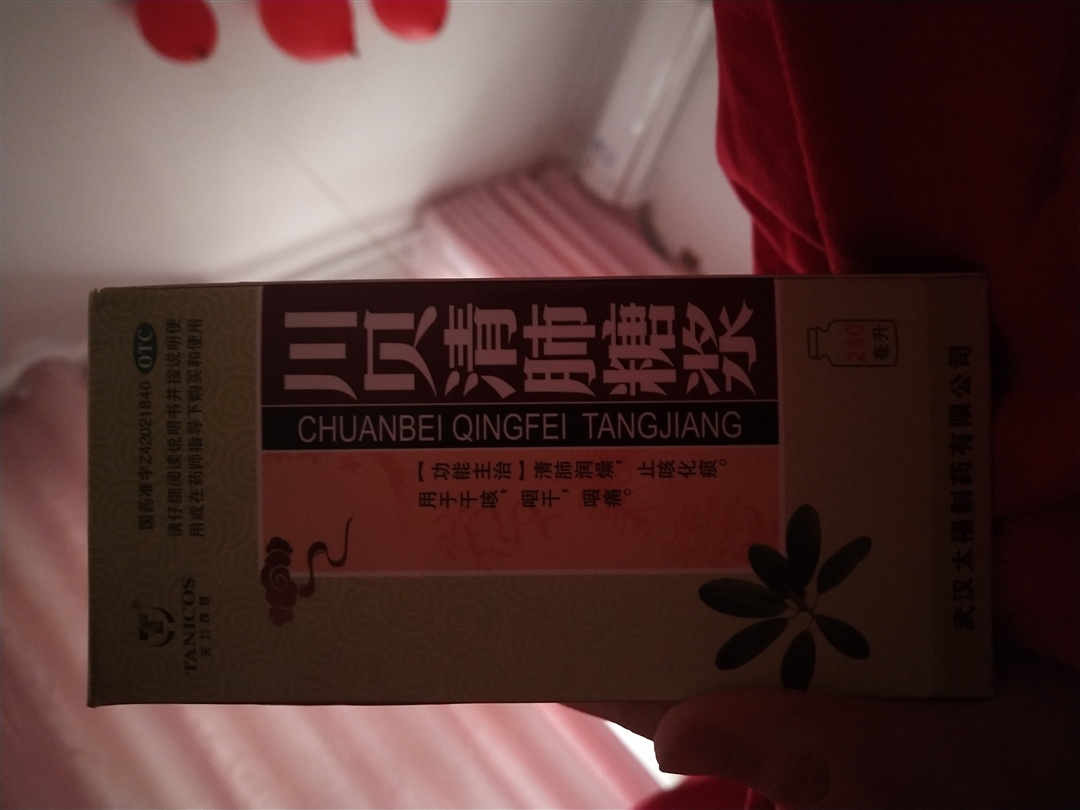 国药准字Z42021840
OTC
请仔细阅读说明书并按说明使
用或在药师指导下购买和使用
TANICOS
川贝清肺糖浆
CHUANBEI QINGFEI TANGJIANG
【功能主治】清肺润燥，止咳化痰。
用于干咳，咽干，咽痛。
240
毫升
武汉太福制药有限公司